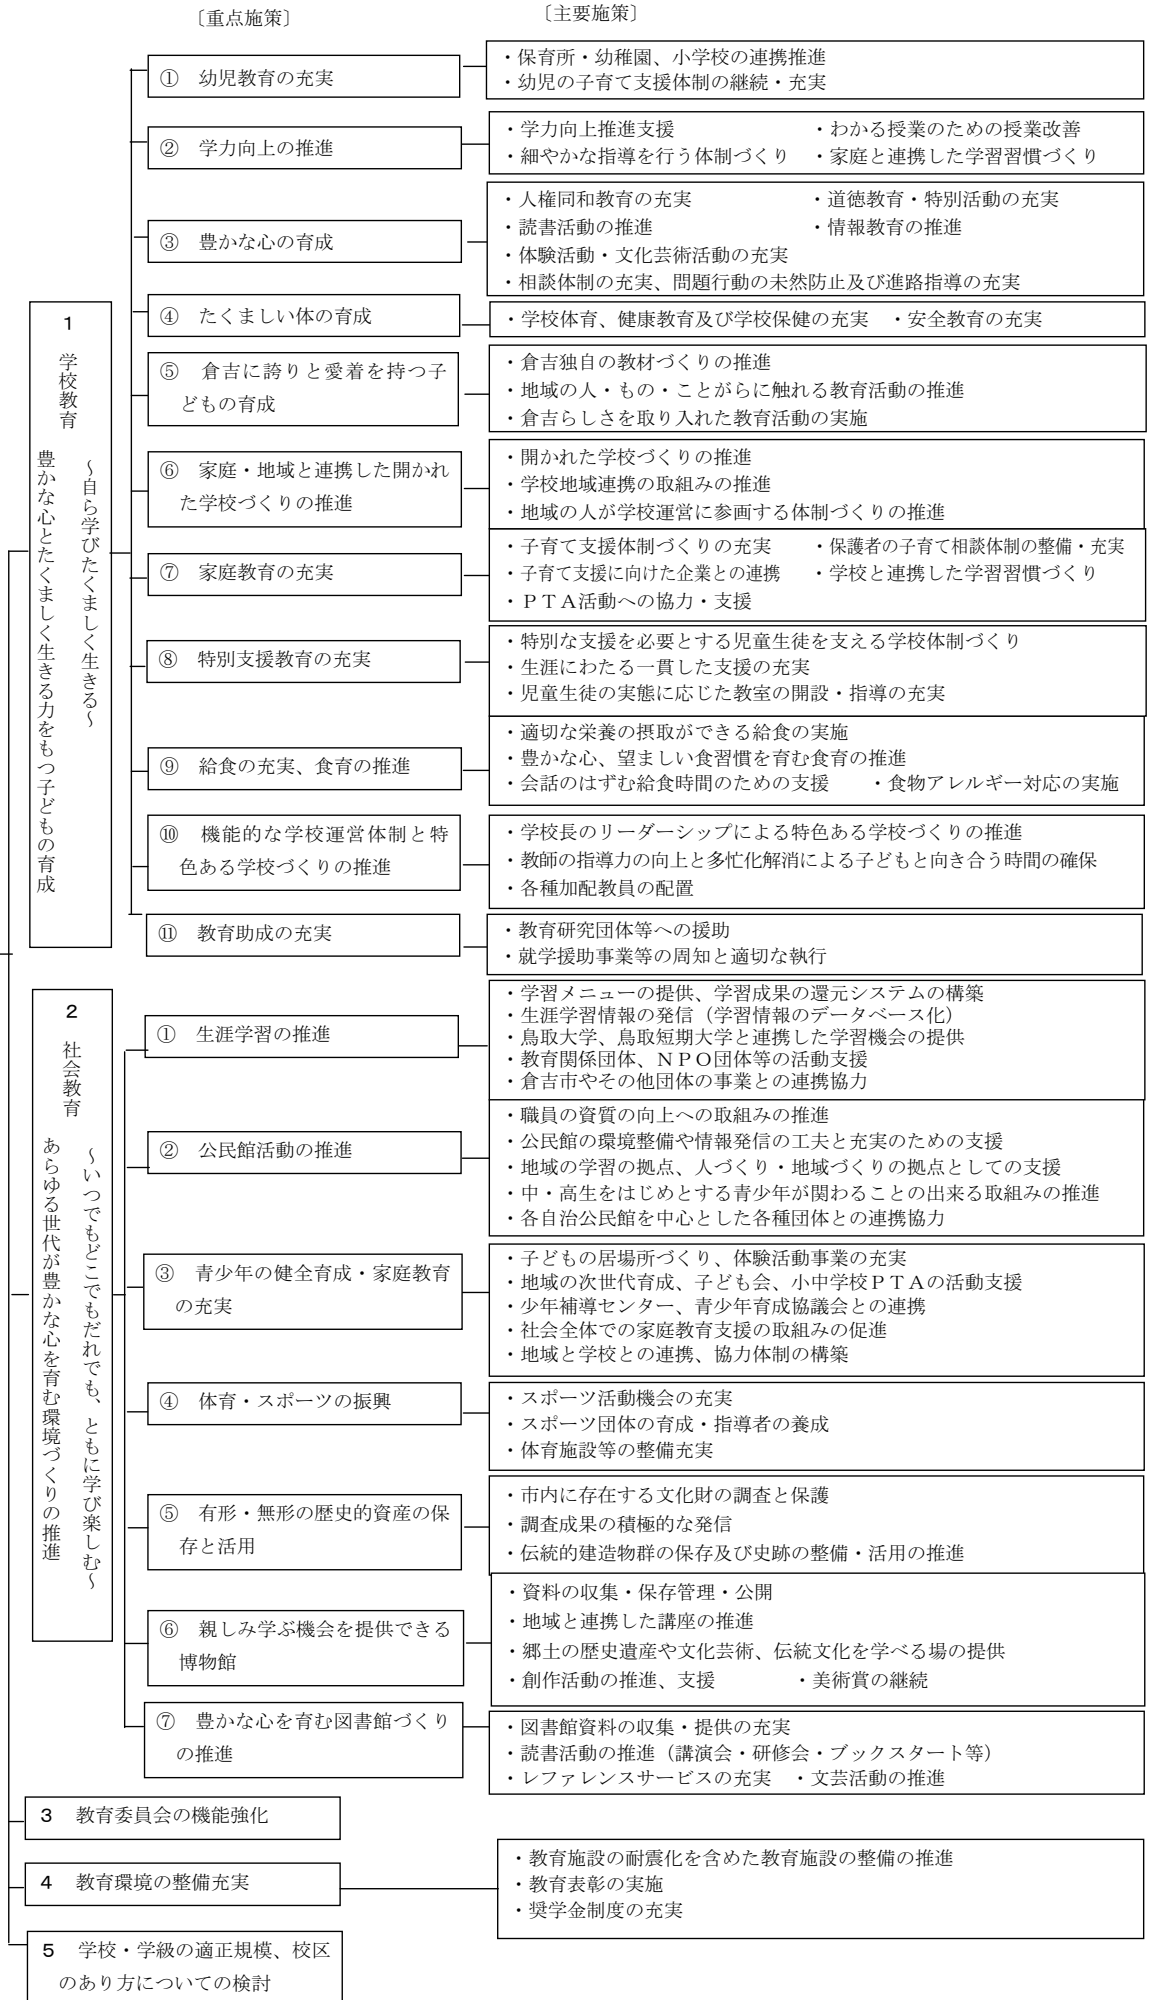 〔重点施策〕
〔主要施策〕
１
学校教育
～自ら学びたくましく生きる～
豊かな心とたくましく生きる力をもつ子どもの育成
① 幼児教育の充実
・保育所・幼稚園、小学校の連携推進
・幼児の子育て支援体制の継続・充実
② 学力向上の推進
・学力向上推進支援 ・わかる授業のための授業改善
・細やかな指導を行う体制づくり ・家庭と連携した学習習慣づくり
③ 豊かな心の育成
・人権同和教育の充実 ・道徳教育・特別活動の充実
・読書活動の推進 ・情報教育の推進
・体験活動・文化芸術活動の充実
・相談体制の充実、問題行動の未然防止及び進路指導の充実
④ たくましい体の育成
・学校体育、健康教育及び学校保健の充実 ・安全教育の充実
⑤ 倉吉に誇りと愛着を持つ子
どもの育成
・倉吉独自の教材づくりの推進
・地域の人・もの・ことがらに触れる教育活動の推進
・倉吉らしさを取り入れた教育活動の実施
⑥ 家庭・地域と連携した開かれ
た学校づくりの推進
・開かれた学校づくりの推進
・学校地域連携の取組みの推進
・地域の人が学校運営に参画する体制づくりの推進
⑦ 家庭教育の充実
・子育て支援体制づくりの充実 ・保護者の子育て相談体制の整備・充実
・子育て支援に向けた企業との連携 ・学校と連携した学習習慣づくり
・ＰＴＡ活動への協力・支援
⑧ 特別支援教育の充実
・特別な支援を必要とする児童生徒を支える学校体制づくり
・生涯にわたる一貫した支援の充実
・児童生徒の実態に応じた教室の開設・指導の充実
⑨ 給食の充実、食育の推進
・適切な栄養の摂取ができる給食の実施
・豊かな心、望ましい食習慣を育む食育の推進
・会話のはずむ給食時間のための支援 ・食物アレルギー対応の実施
⑩ 機能的な学校運営体制と特
色ある学校づくりの推進
・学校長のリーダーシップによる特色ある学校づくりの推進
・教師の指導力の向上と多忙化解消による子どもと向き合う時間の確保
・各種加配教員の配置
⑪ 教育助成の充実
・教育研究団体等への援助
・就学援助事業等の周知と適切な執行
２
社会教育
～いつでもどこでもだれでも、ともに学び楽しむ～
あらゆる世代が豊かな心を育む環境づくりの推進
① 生涯学習の推進
・学習メニューの提供、学習成果の還元システムの構築
・生涯学習情報の発信（学習情報のデータベース化）
・鳥取大学、鳥取短期大学と連携した学習機会の提供
・教育関係団体、ＮＰＯ団体等の活動支援
・倉吉市やその他団体の事業との連携協力
② 公民館活動の推進
・職員の資質の向上への取組みの推進
・公民館の環境整備や情報発信の工夫と充実のための支援
・地域の学習の拠点、人づくり・地域づくりの拠点としての支援
・中・高生をはじめとする青少年が関わることの出来る取組みの推進
・各自治公民館を中心とした各種団体との連携協力
③ 青少年の健全育成・家庭教育
の充実
・子どもの居場所づくり、体験活動事業の充実
・地域の次世代育成、子ども会、小中学校ＰＴＡの活動支援
・少年補導センター、青少年育成協議会との連携
・社会全体での家庭教育支援の取組みの促進
・地域と学校との連携、協力体制の構築
④ 体育・スポーツの振興
・スポーツ活動機会の充実
・スポーツ団体の育成・指導者の養成
・体育施設等の整備充実
⑤ 有形・無形の歴史的資産の保
存と活用
・市内に存在する文化財の調査と保護
・調査成果の積極的な発信
・伝統的建造物群の保存及び史跡の整備・活用の推進
⑥ 親しみ学ぶ機会を提供できる
博物館
・資料の収集・保存管理・公開
・地域と連携した講座の推進
・郷土の歴史遺産や文化芸術、伝統文化を学べる場の提供
・創作活動の推進、支援 ・美術賞の継続
⑦ 豊かな心を育む図書館づくり
の推進
・図書館資料の収集・提供の充実
・読書活動の推進（講演会・研修会・ブックスタート等）
・レファレンスサービスの充実 ・文芸活動の推進
３ 教育委員会の機能強化
４ 教育環境の整備充実
・教育施設の耐震化を含めた教育施設の整備の推進
・教育表彰の実施
・奨学金制度の充実
５ 学校・学級の適正規模、校区
のあり方についての検討